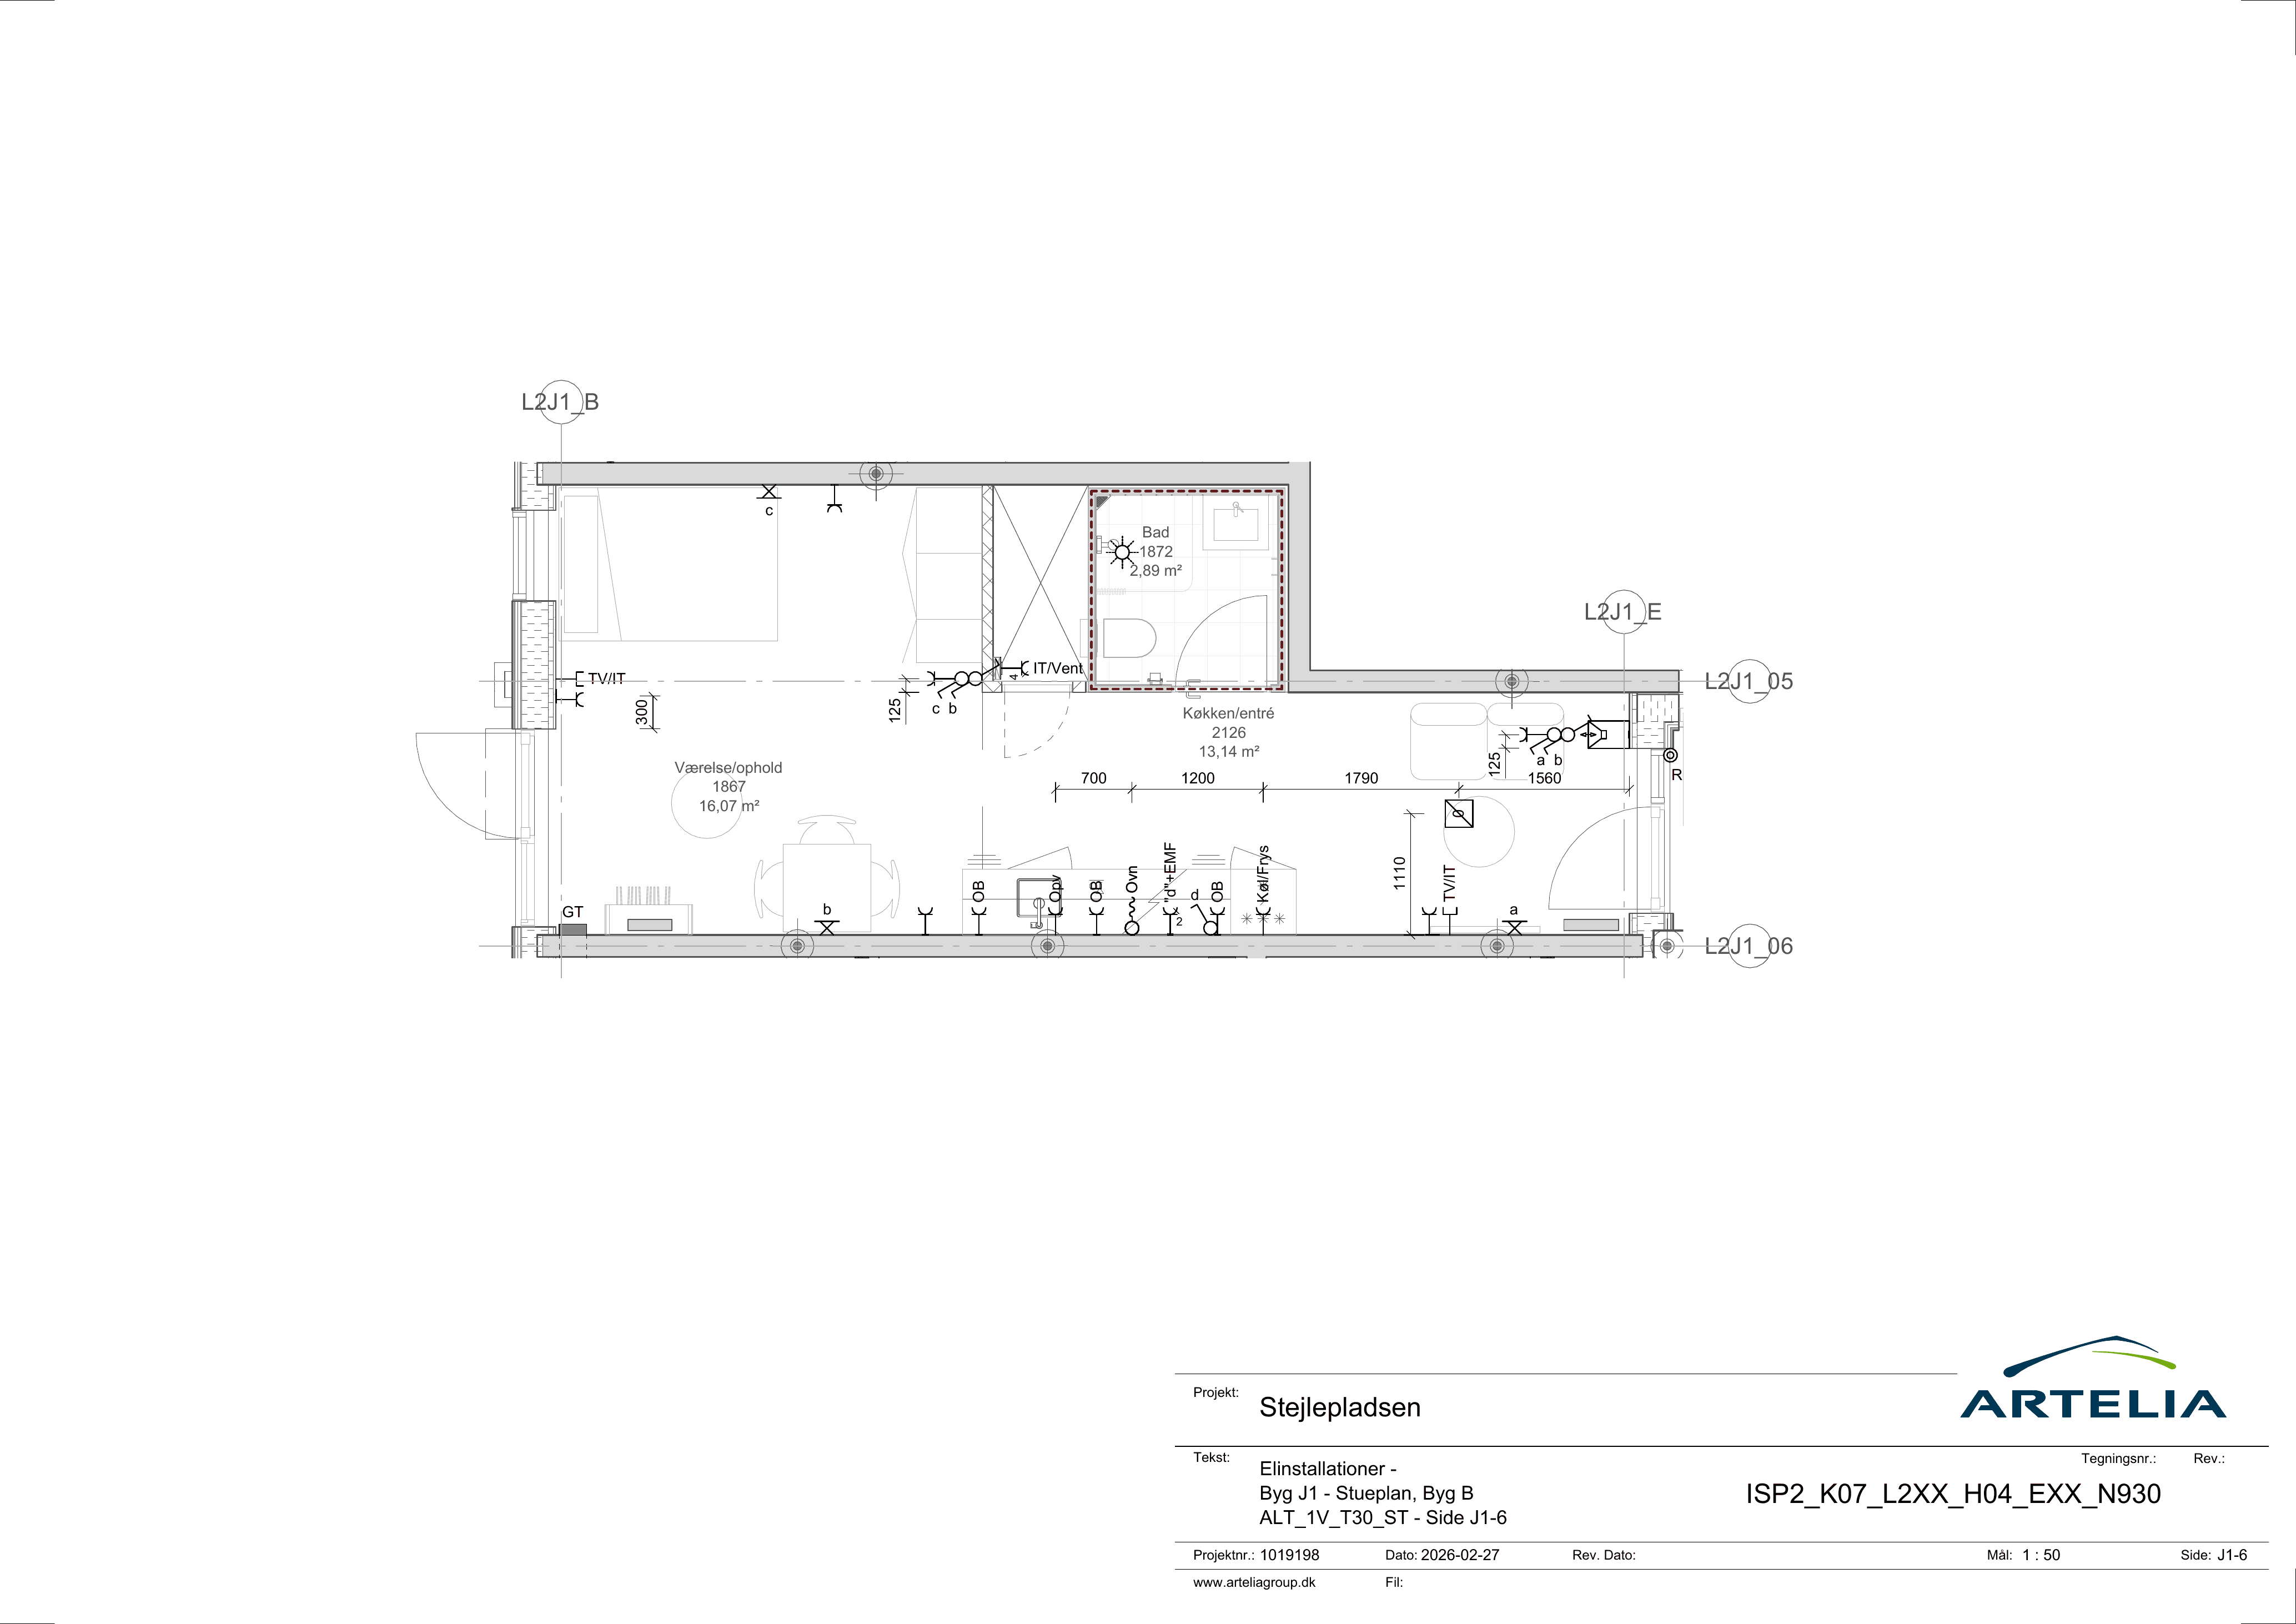 L2J1_B
c
Bad
1872
2,89 m²
L2J1_E
TV/IT
4
IT/Vent
L2J1_05
300
125
c b
Køkken/entré
2126
13,14 m²
125
a b
R
Værelse/ophold
1867
16,07 m²
700
1200
1790
1560
GT
b
OB
Opv
OB
Ovn
"d"+EMF
2
d
OB
Køl/Frys
1110
TV/IT
a
L2J1_06
ARTELIA
Projekt:
Stejlepladsen
Tekst:
Elinstallationer -
Byg J1 - Stueplan, Byg B
ALT_1V_T30_ST - Side J1-6
Tegningsnr.:
Rev.:
ISP2_K07_L2XX_H04_EXX_N930
Projektnr.: 1019198
Dato: 2026-02-27
Rev. Dato:
Mål: 1 : 50
Side: J1-6
www.arteliagroup.dk
Fil: